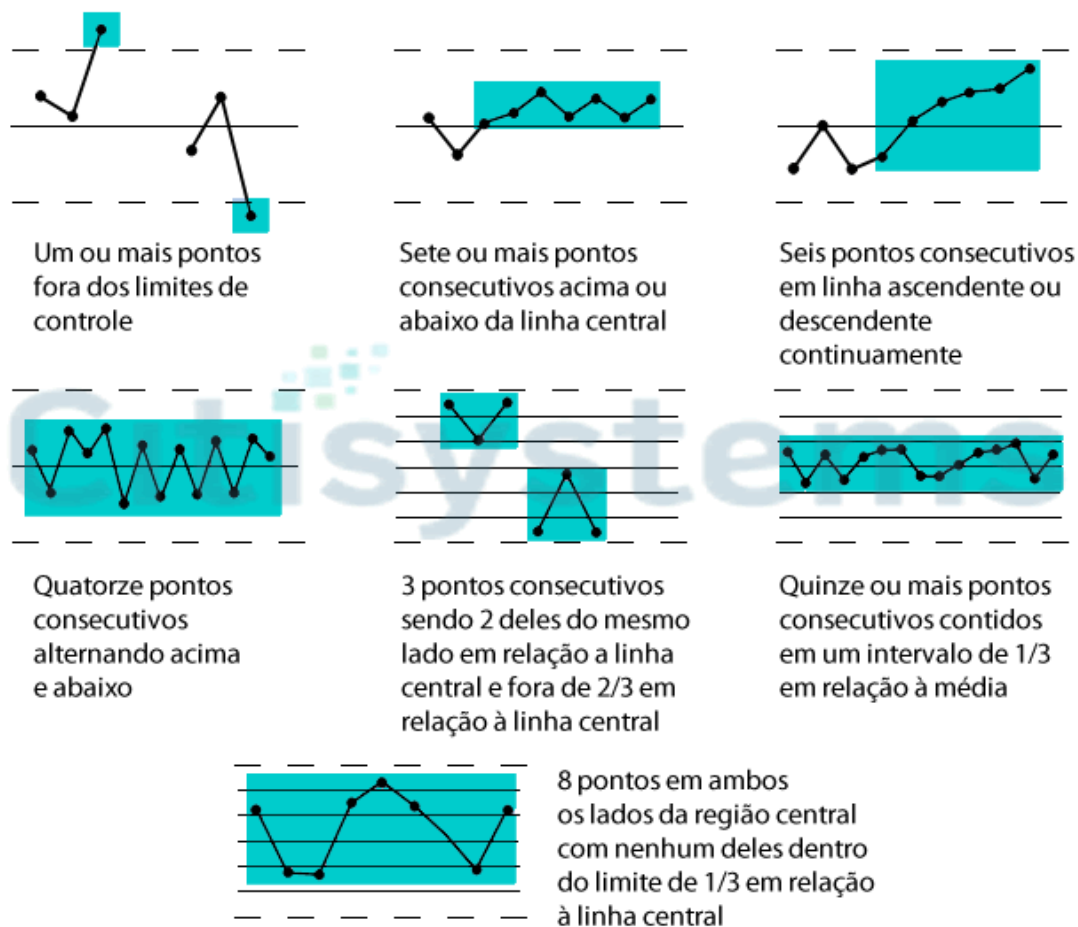 Um ou mais pontos
fora dos limites de
controle
Sete ou mais pontos
consecutivos acima ou
abaixo da linha central
Seis pontos consecutivos
em linha ascendente ou
descendente
continuamente
Citisystems
Quatorze pontos
consecutivos
alternando acima
e abaixo
3 pontos consecutivos
sendo 2 deles do mesmo
lado em relação a linha
central e fora de 2/3 em
relação à linha central
Quinze ou mais pontos
consecutivos contidos
em um intervalo de 1/3
em relação à média
8 pontos em ambos
os lados da região central
com nenhum deles dentro
do limite de 1/3 em relação
à linha central